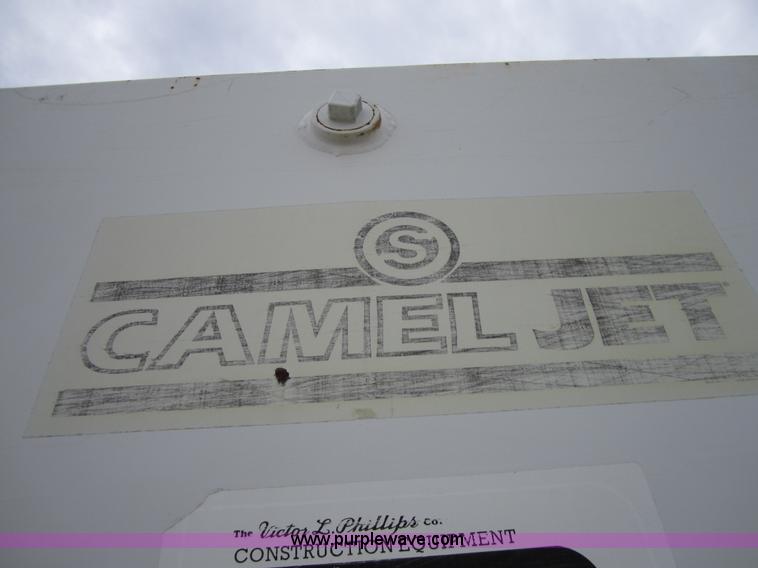 S
CAMEL JET
The Victor L. Phillips Co.
CONSTRUCTION EQUIPMENT
www.purplewave.com